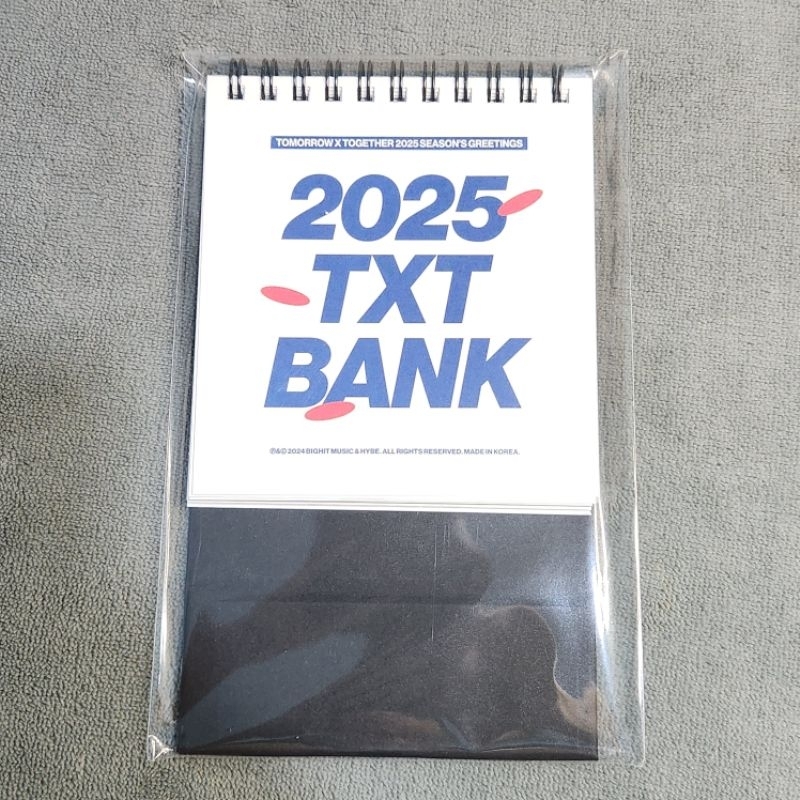 TOMORROW X TOGETHER 2025 SEASON'S GREETINGS
2025
TXT
BANK
℗&© 2024 BIGHIT MUSIC & HYBE. ALL RIGHTS RESERVED. MADE IN KOREA.